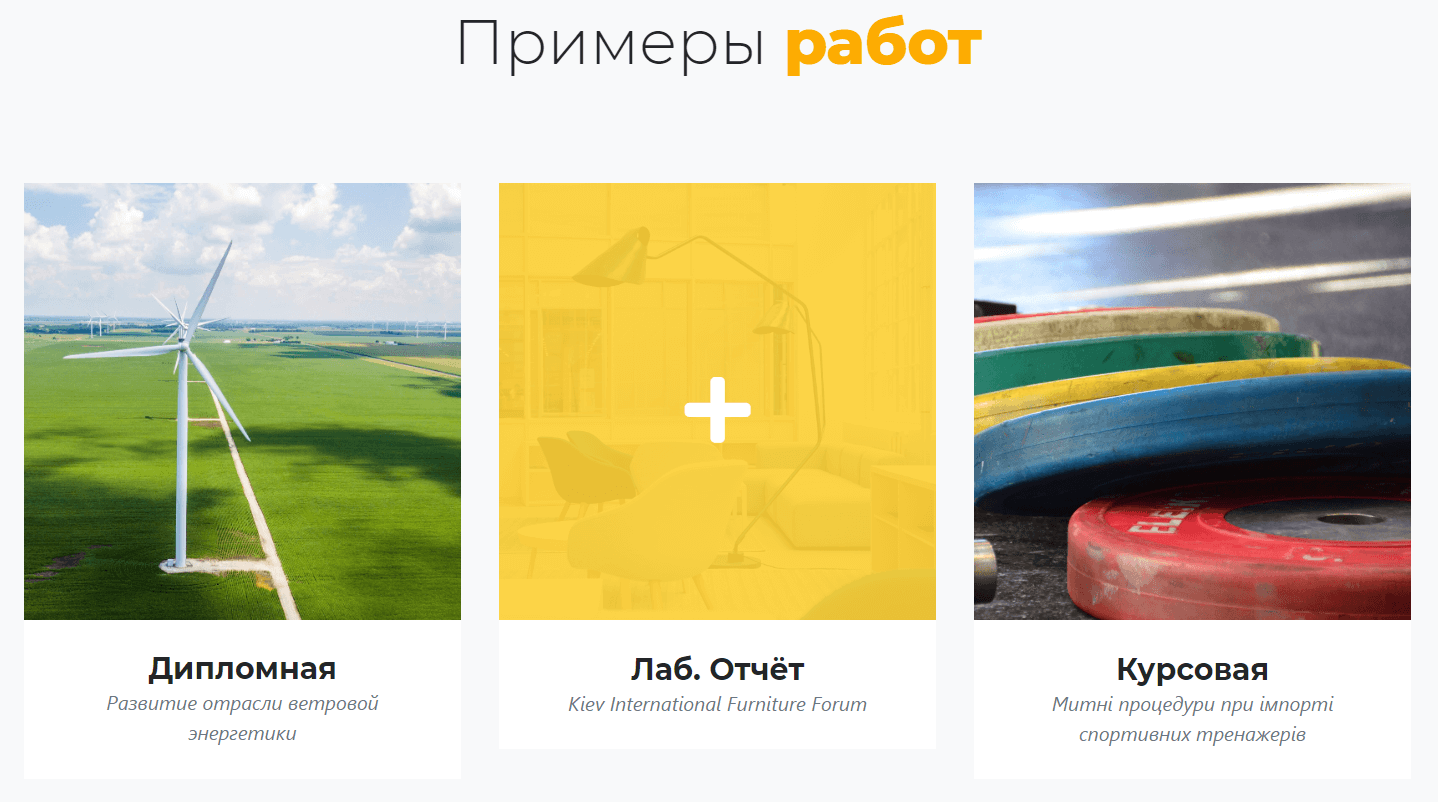 Примеры работ
Дипломная
Развитие отрасли ветровой
энергетики
Лаб. Отчёт
Kiev International Furniture Forum
Курсовая
Митні процедури при імпорті
спортивних тренажерів